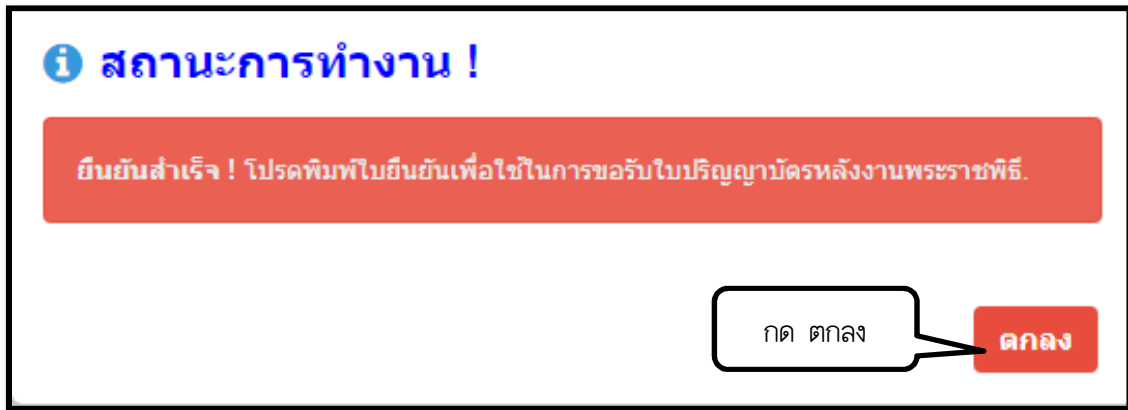 สถานะการทำงาน !
ยืนยันสำเร็จ ! โปรดพิมพ์ใบยืนยันเพื่อใช้ในการขอรับใบปริญญาบัตรหลังงานพระราชพิธี.
กด ตกลง
ตกลง